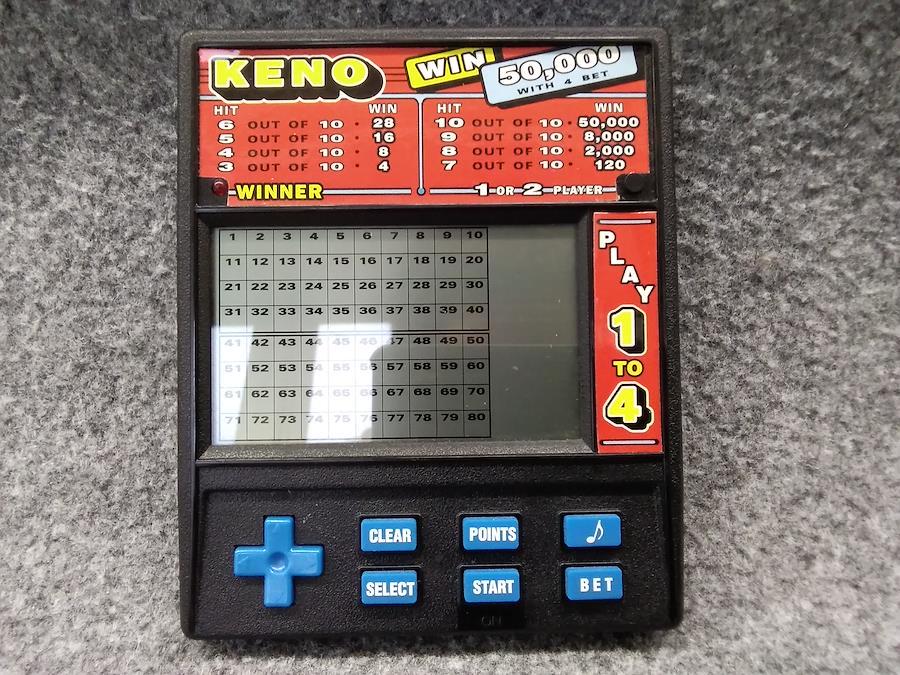 KENO
WIN
50,000
WITH 4 BET
HIT WIN
6 OUT OF 10 · 28
5 OUT OF 10 · 16
4 OUT OF 10 · 8
3 OUT OF 10 · 4
HIT WIN
10 OUT OF 10 · 50,000
9 OUT OF 10 · 8,000
8 OUT OF 10 · 2,000
7 OUT OF 10 · 120
WINNER
1 OR 2 PLAYER
1 2 3 4 5 6 7 8 9 10
11 12 13 14 15 16 17 18 19 20
21 22 23 24 25 26 27 28 29 30
31 32 33 34 35 36 37 38 39 40
41 42 43 44 45 46 47 48 49 50
51 52 53 54 55 56 57 58 59 60
61 62 63 64 65 66 67 68 69 70
71 72 73 74 75 76 77 78 79 80
PLAY
1
TO
4
CLEAR POINTS ♪
SELECT START BET
ON